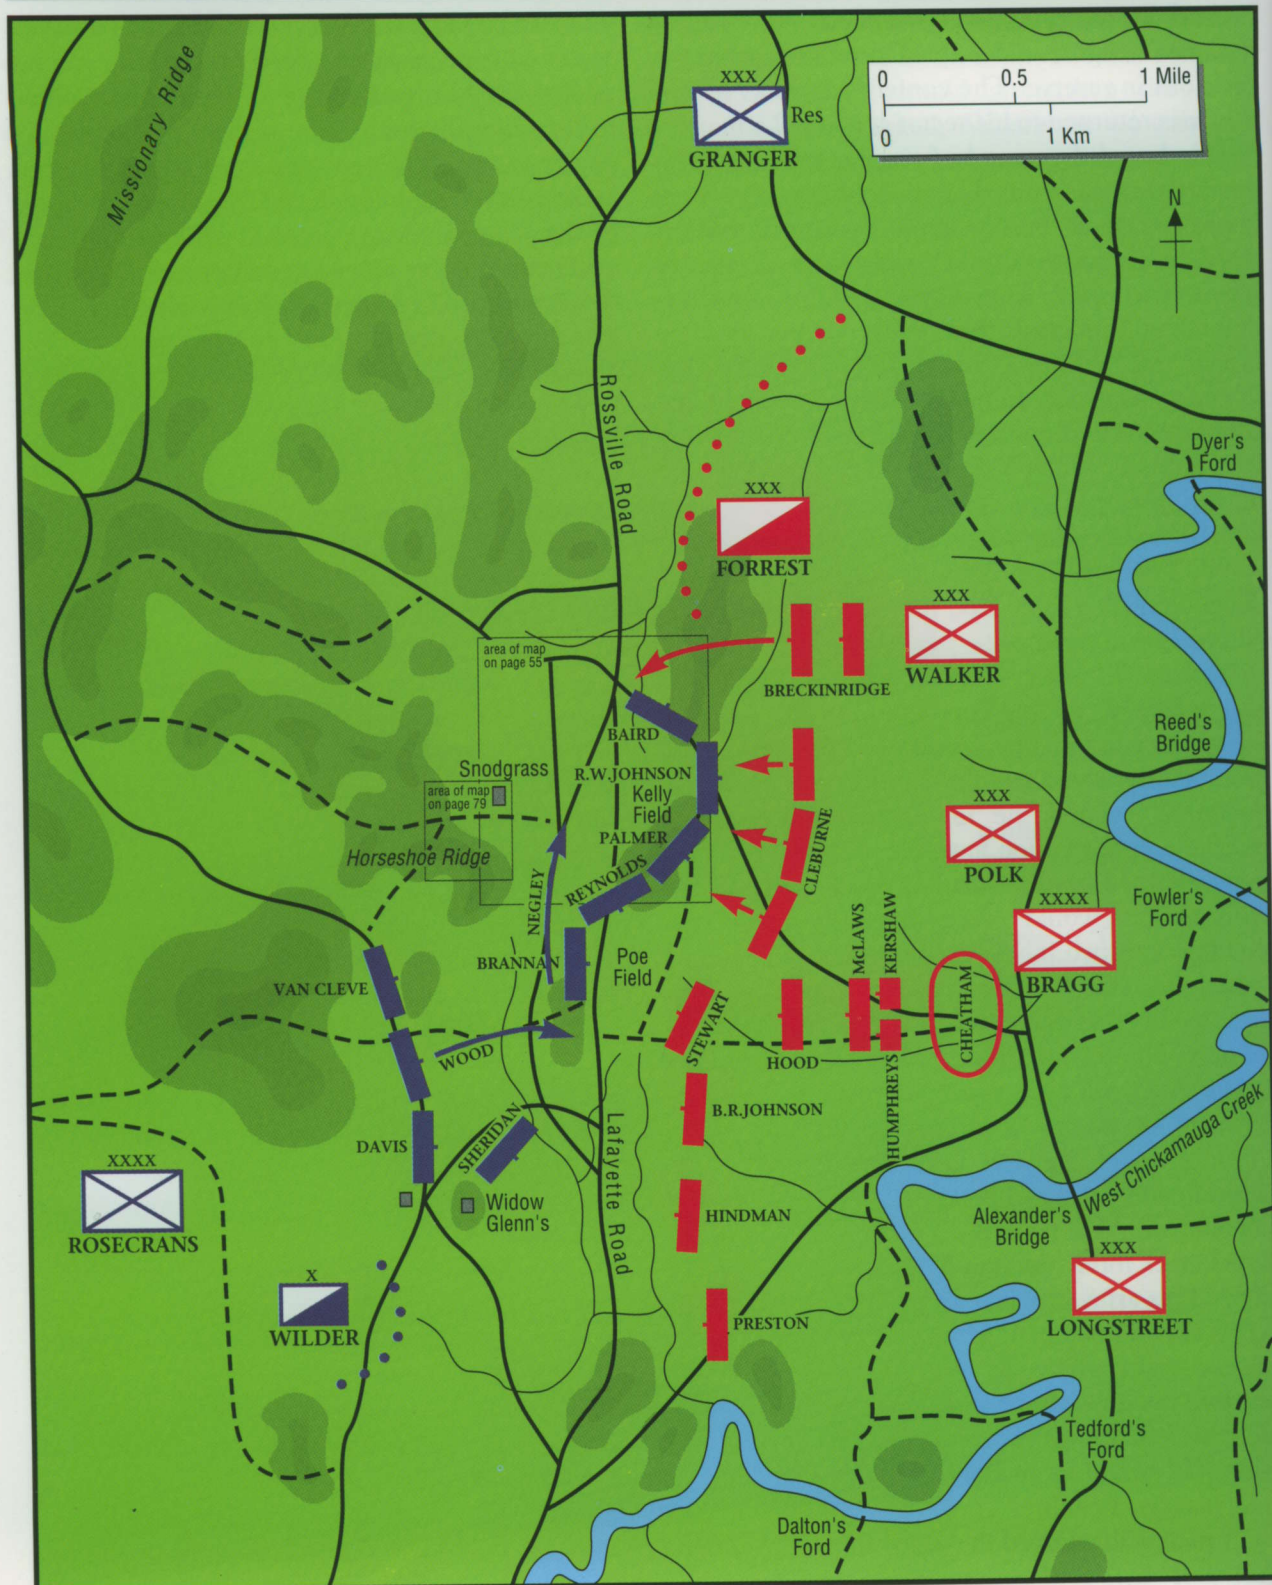 0 0.5 1 Mile
0 1 Km
N
Missionary Ridge
XXX
Res
GRANGER
Rossville Road
Dyer's
Ford
XXX
FORREST
XXX
WALKER
BRECKINRIDGE
area of map
on page 55
BAIRD
R.W.JOHNSON
Kelly
Field
Snodgrass
area of map
on page 79
PALMER
Horseshoe Ridge
REYNOLDS
NEGLEY
CLEBURNE
Reed's
Bridge
XXX
POLK
XXXX
BRAGG
Fowler's
Ford
McLAWS
KERSHAW
CHEATHAM
BRANNAN
Poe
Field
VAN CLEVE
WOOD
STEWART
HOOD
HUMPHREYS
B.R.JOHNSON
DAVIS
SHERIDAN
Lafayette Road
West Chickamauga Creek
XXXX
ROSECRANS
Widow
Glenn's
HINDMAN
Alexander's
Bridge
XXX
LONGSTREET
X
WILDER
PRESTON
Tedford's
Ford
Dalton's
Ford